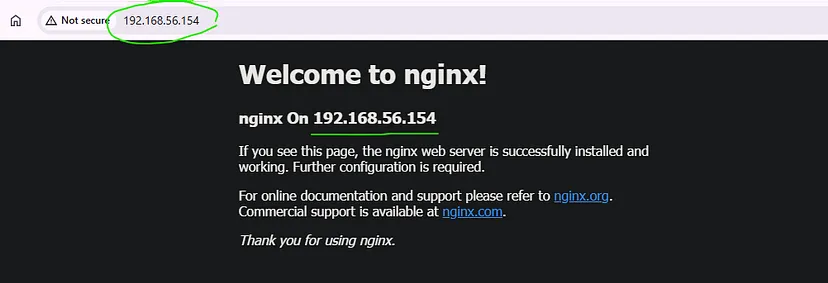 Not secure 192.168.56.154
Welcome to nginx!
nginx On 192.168.56.154
If you see this page, the nginx web server is successfully installed and
working. Further configuration is required.
For online documentation and support please refer to nginx.org.
Commercial support is available at nginx.com.
Thank you for using nginx.